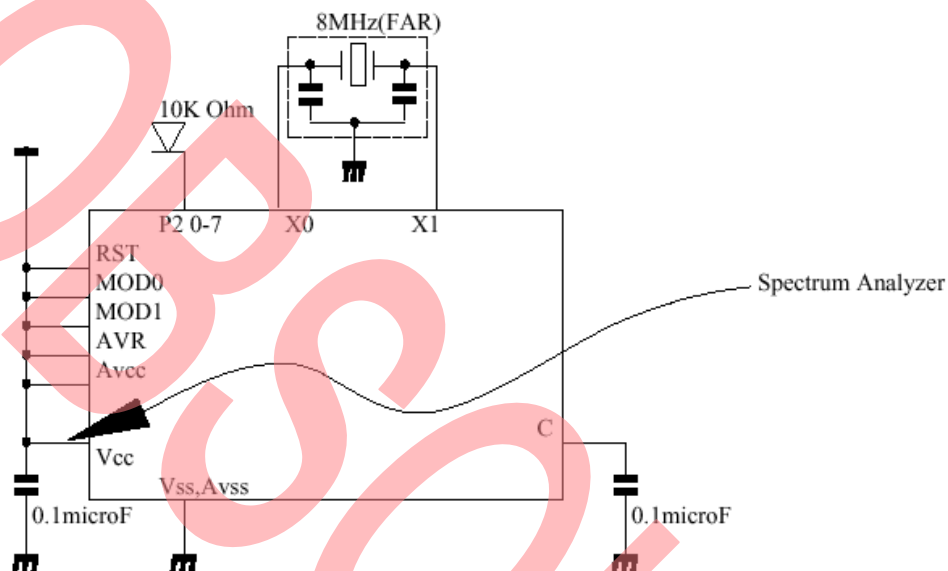 8MHz(FAR)
10K Ohm
P2 0-7
X0
X1
RST
MOD0
MOD1
AVR
Avcc
Spectrum Analyzer
C
Vcc
Vss,Avss
0.1microF
0.1microF